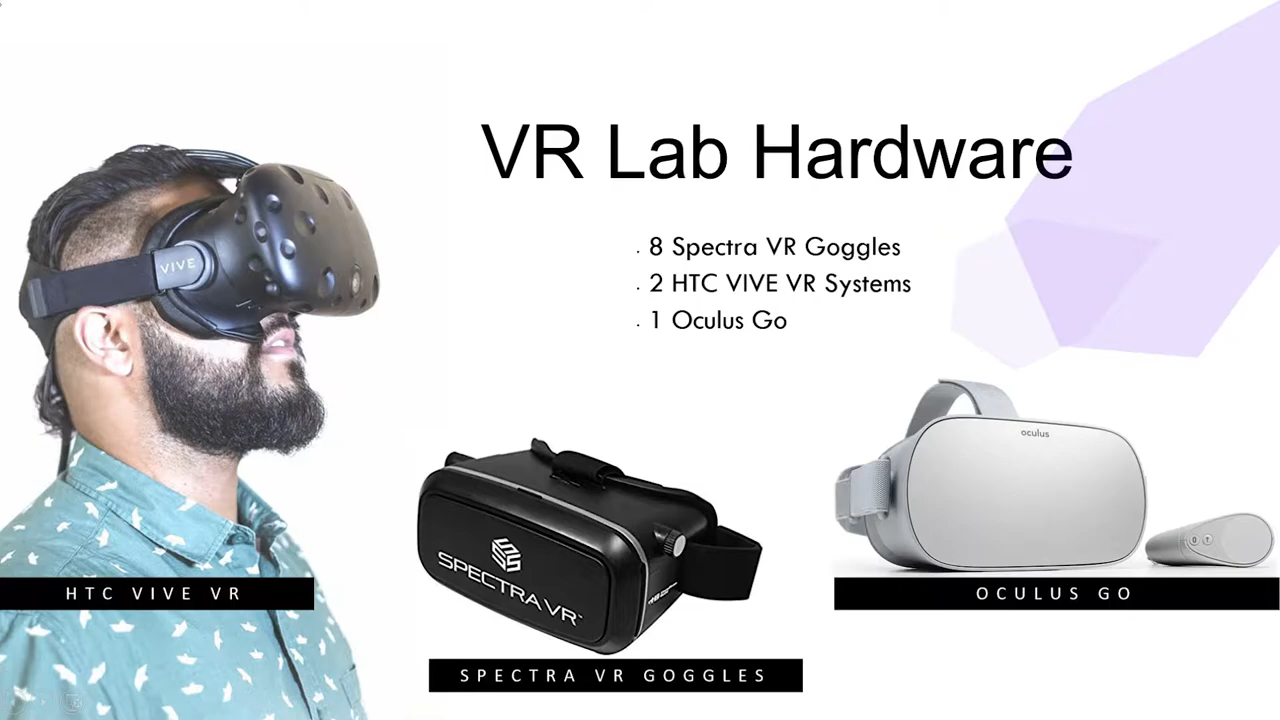 VR Lab Hardware
. 8 Spectra VR Goggles
. 2 HTC VIVE VR Systems
. 1 Oculus Go
VIVE
oculus
SPECTRA VR™
HTC VIVE VR
OCULUS GO
SPECTRA VR GOGGLES